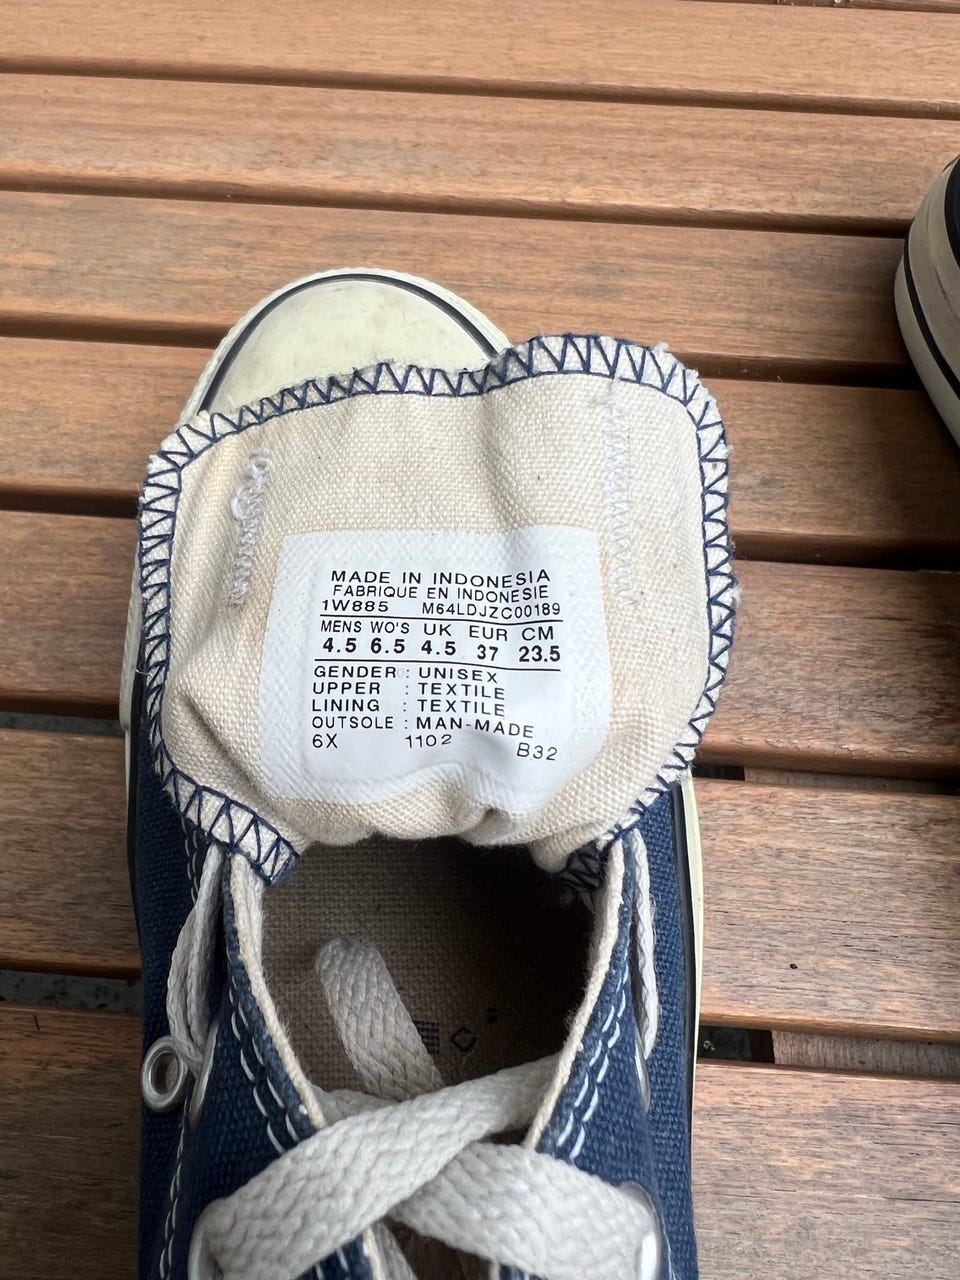 MADE IN INDONESIA
FABRIQUE EN INDONESIE
1W885 M64LDJZC00189
MENS WO'S UK EUR CM
4.5 6.5 4.5 37 23.5
GENDER : UNISEX
UPPER : TEXTILE
LINING : TEXTILE
OUTSOLE : MAN-MADE
6X 1102 B32